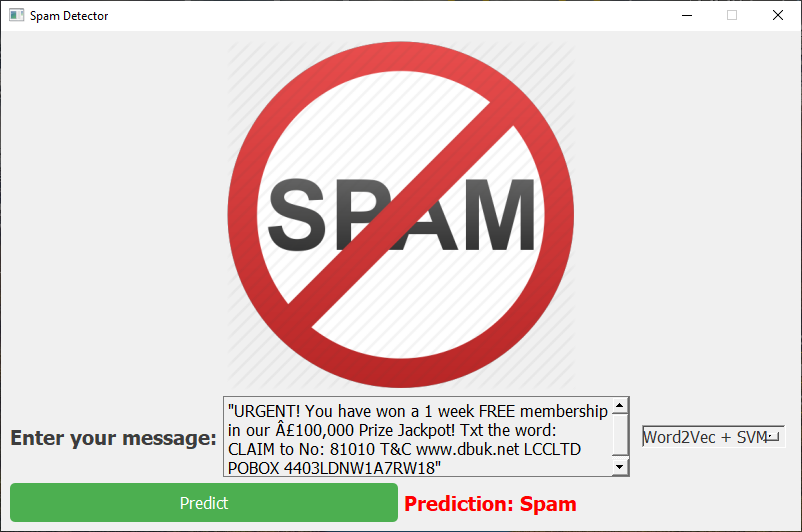 Spam Detector
SPAM
Enter your message:
"URGENT! You have won a 1 week FREE membership
in our Â£100,000 Prize Jackpot! Txt the word:
CLAIM to No: 81010 T&C www.dbuk.net LCCLTD
POBOX 4403LDNW1A7RW18"
Word2Vec + SVM
Predict
Prediction: Spam